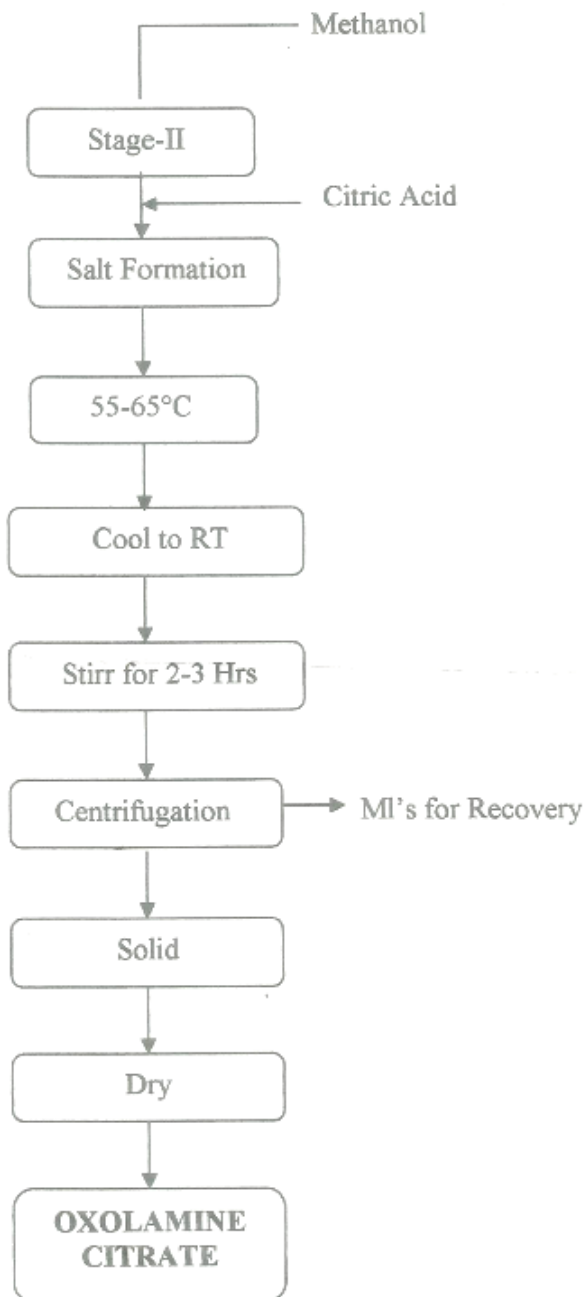 Methanol
Stage-II
Citric Acid
Salt Formation
55-65°C
Cool to RT
Stirr for 2-3 Hrs
Centrifugation
Ml's for Recovery
Solid
Dry
OXOLAMINE
CITRATE